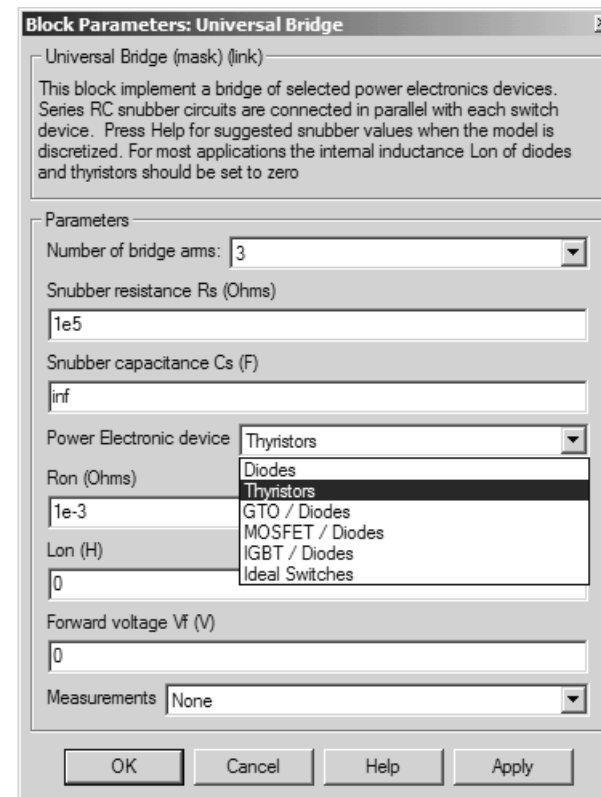 Block Parameters: Universal Bridge
Universal Bridge (mask) (link)
This block implement a bridge of selected power electronics devices.
Series RC snubber circuits are connected in parallel with each switch
device. Press Help for suggested snubber values when the model is
discretized. For most applications the internal inductance Lon of diodes
and thyristors should be set to zero
Parameters
Number of bridge arms: 3
Snubber resistance Rs (Ohms)
1e5
Snubber capacitance Cs (F)
inf
Power Electronic device Thyristors
Diodes
Thyristors
GTO / Diodes
MOSFET / Diodes
IGBT / Diodes
Ideal Switches
Ron (Ohms)
1e-3
Lon (H)
0
Forward voltage Vf (V)
0
Measurements None
OK Cancel Help Apply